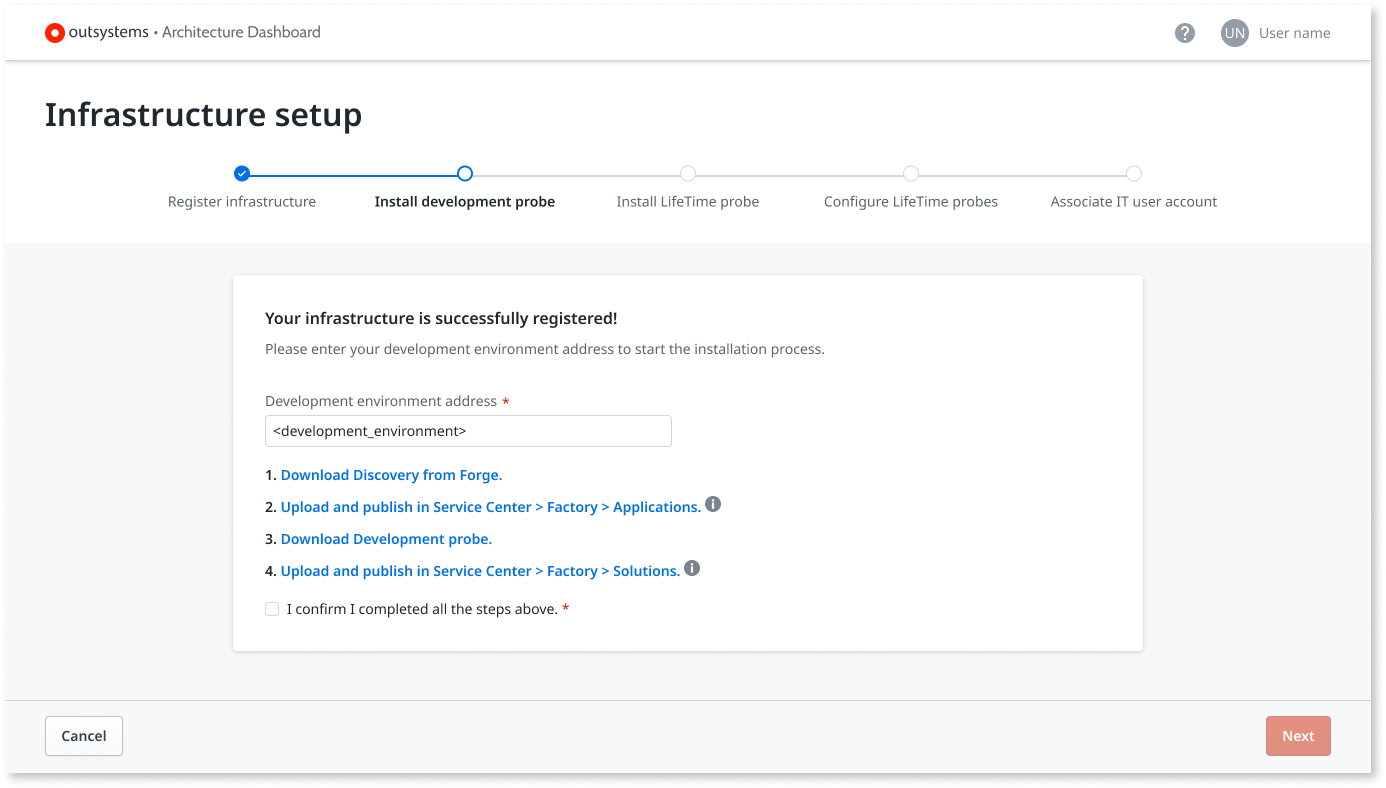 outsystems • Architecture Dashboard
? UN User name
Infrastructure setup
Register infrastructure
Install development probe
Install LifeTime probe
Configure LifeTime probes
Associate IT user account
Your infrastructure is successfully registered!
Please enter your development environment address to start the installation process.
Development environment address *
<development_environment>
1. Download Discovery from Forge.
2. Upload and publish in Service Center > Factory > Applications. i
3. Download Development probe.
4. Upload and publish in Service Center > Factory > Solutions. i
I confirm I completed all the steps above. *
Cancel
Next